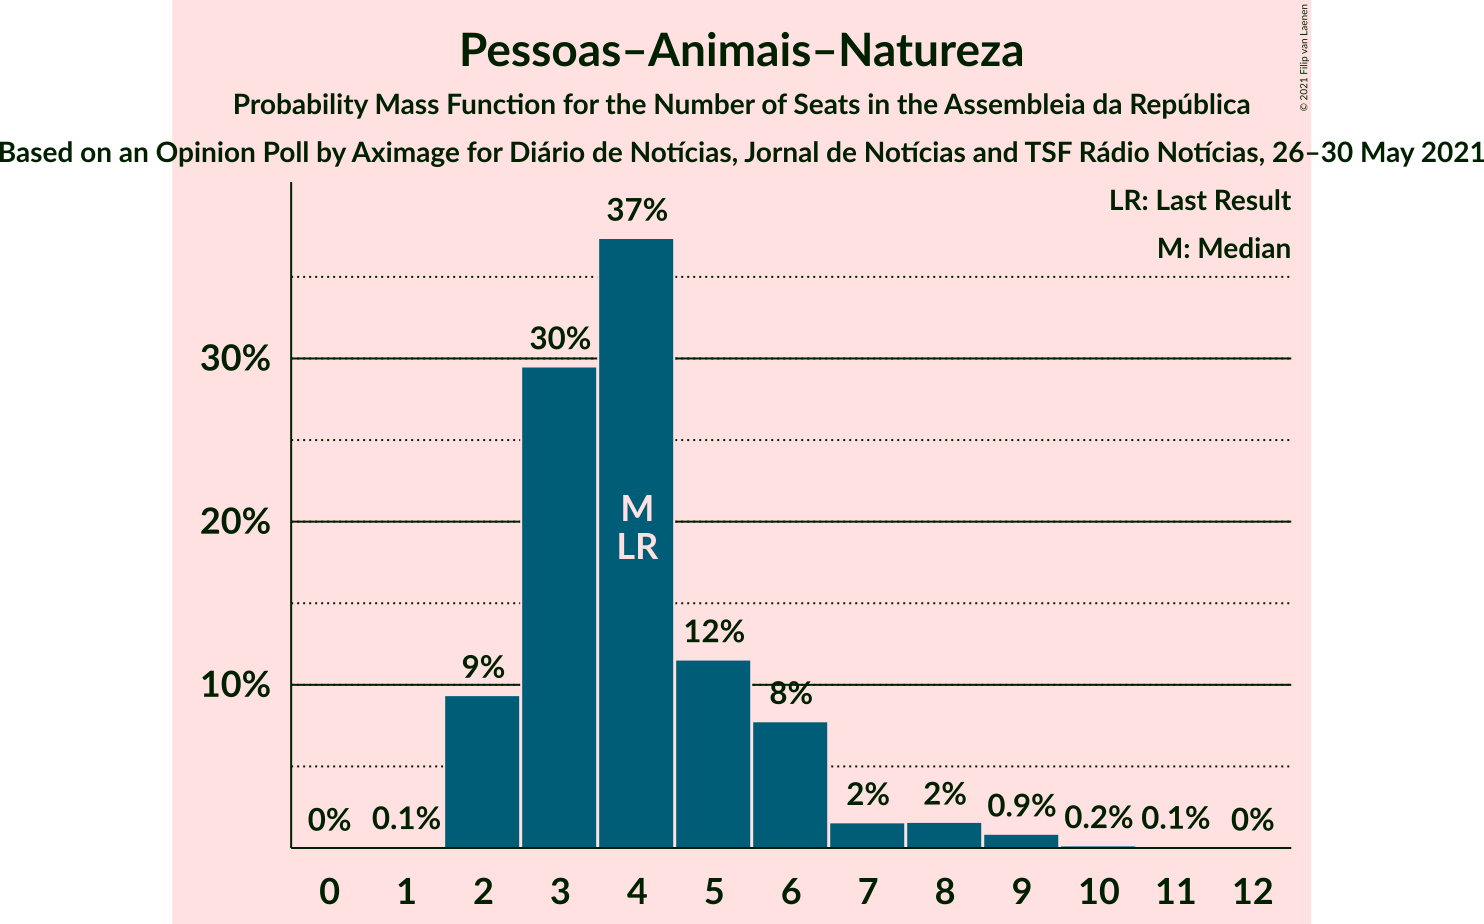 Pessoas–Animais–Natureza
Probability Mass Function for the Number of Seats in the Assembleia da República
Based on an Opinion Poll by Aximage for Diário de Notícias, Jornal de Notícias and TSF Rádio Notícias, 26–30 May 2021
© 2021 Filip van Laenen
LR: Last Result
M: Median
37%
30%
30%
M
20%
LR
12%
9%
10%
8%
0%
0.1%
2%
2%
0.9%
0.2%
0.1%
0%
0 1 2 3 4 5 6 7 8 9 10 11 12